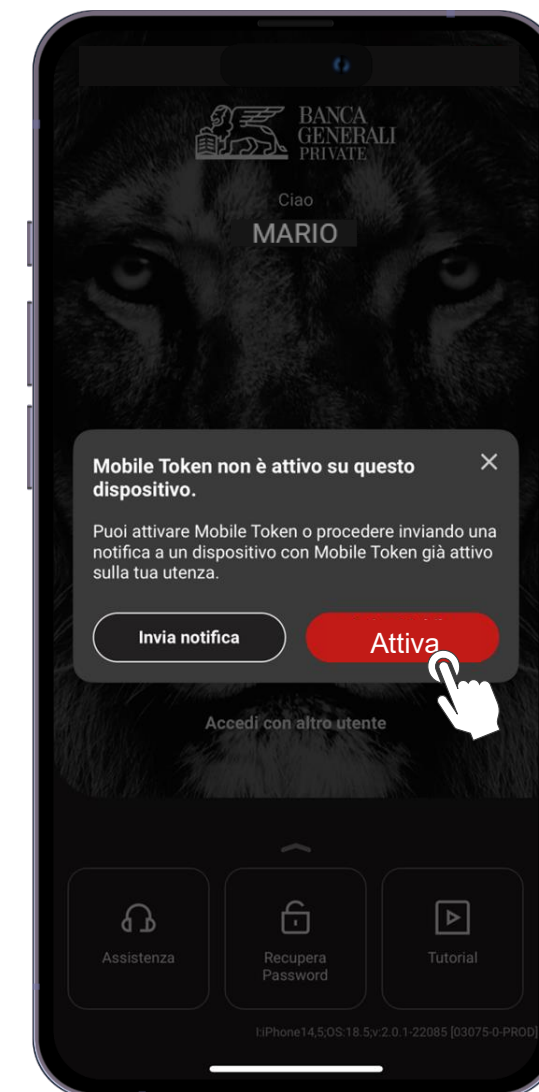 BANCA
GENERALI
PRIVATE
Ciao
MARIO
Mobile Token non è attivo su questo
dispositivo.
Puoi attivare Mobile Token o procedere inviando una
notifica a un dispositivo con Mobile Token già attivo
sulla tua utenza.
Invia notifica
Attiva
Accedi con altro utente
Assistenza
Recupera
Password
Tutorial
I:iPhone14,5;OS:18.5;v:2.0.1-22085 [03075-0-PROD]